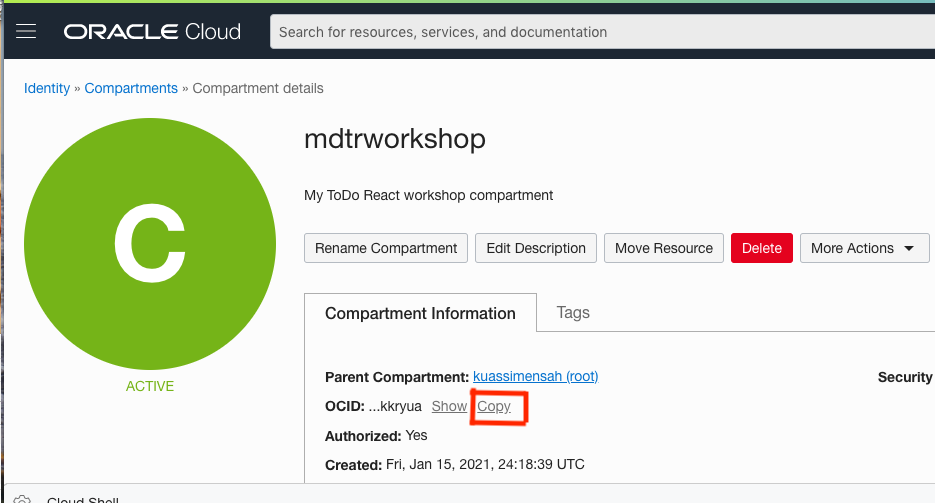 ORACLE Cloud
Search for resources, services, and documentation
Identity » Compartments » Compartment details
C
ACTIVE
mdtrworkshop
My ToDo React workshop compartment
Rename Compartment Edit Description Move Resource Delete More Actions
Compartment Information Tags
Parent Compartment: kuassimensah (root) Security
OCID: ...kkryua Show Copy
Authorized: Yes
Created: Fri, Jan 15, 2021, 24:18:39 UTC
Cloud Shell